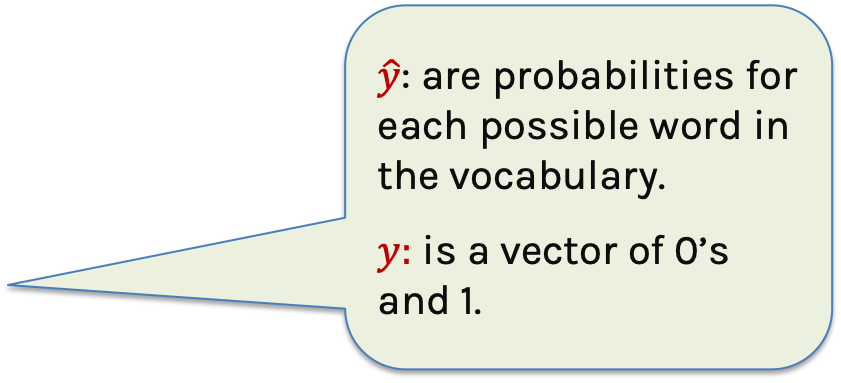 ŷ: are probabilities for
each possible word in
the vocabulary.
y: is a vector of 0’s
and 1.